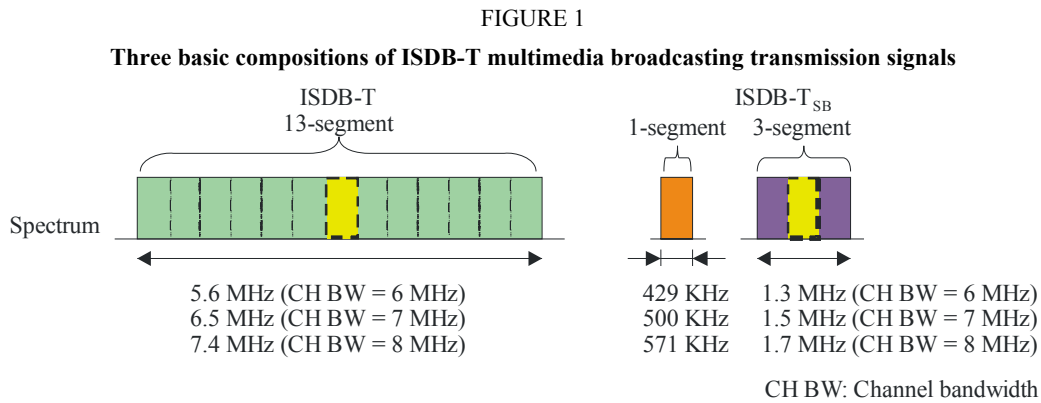 FIGURE 1
Three basic compositions of ISDB-T multimedia broadcasting transmission signals
ISDB-T
13-segment
ISDB-T_SB
1-segment 3-segment
Spectrum
5.6 MHz (CH BW = 6 MHz) 429 KHz 1.3 MHz (CH BW = 6 MHz)
6.5 MHz (CH BW = 7 MHz) 500 KHz 1.5 MHz (CH BW = 7 MHz)
7.4 MHz (CH BW = 8 MHz) 571 KHz 1.7 MHz (CH BW = 8 MHz)
CH BW: Channel bandwidth